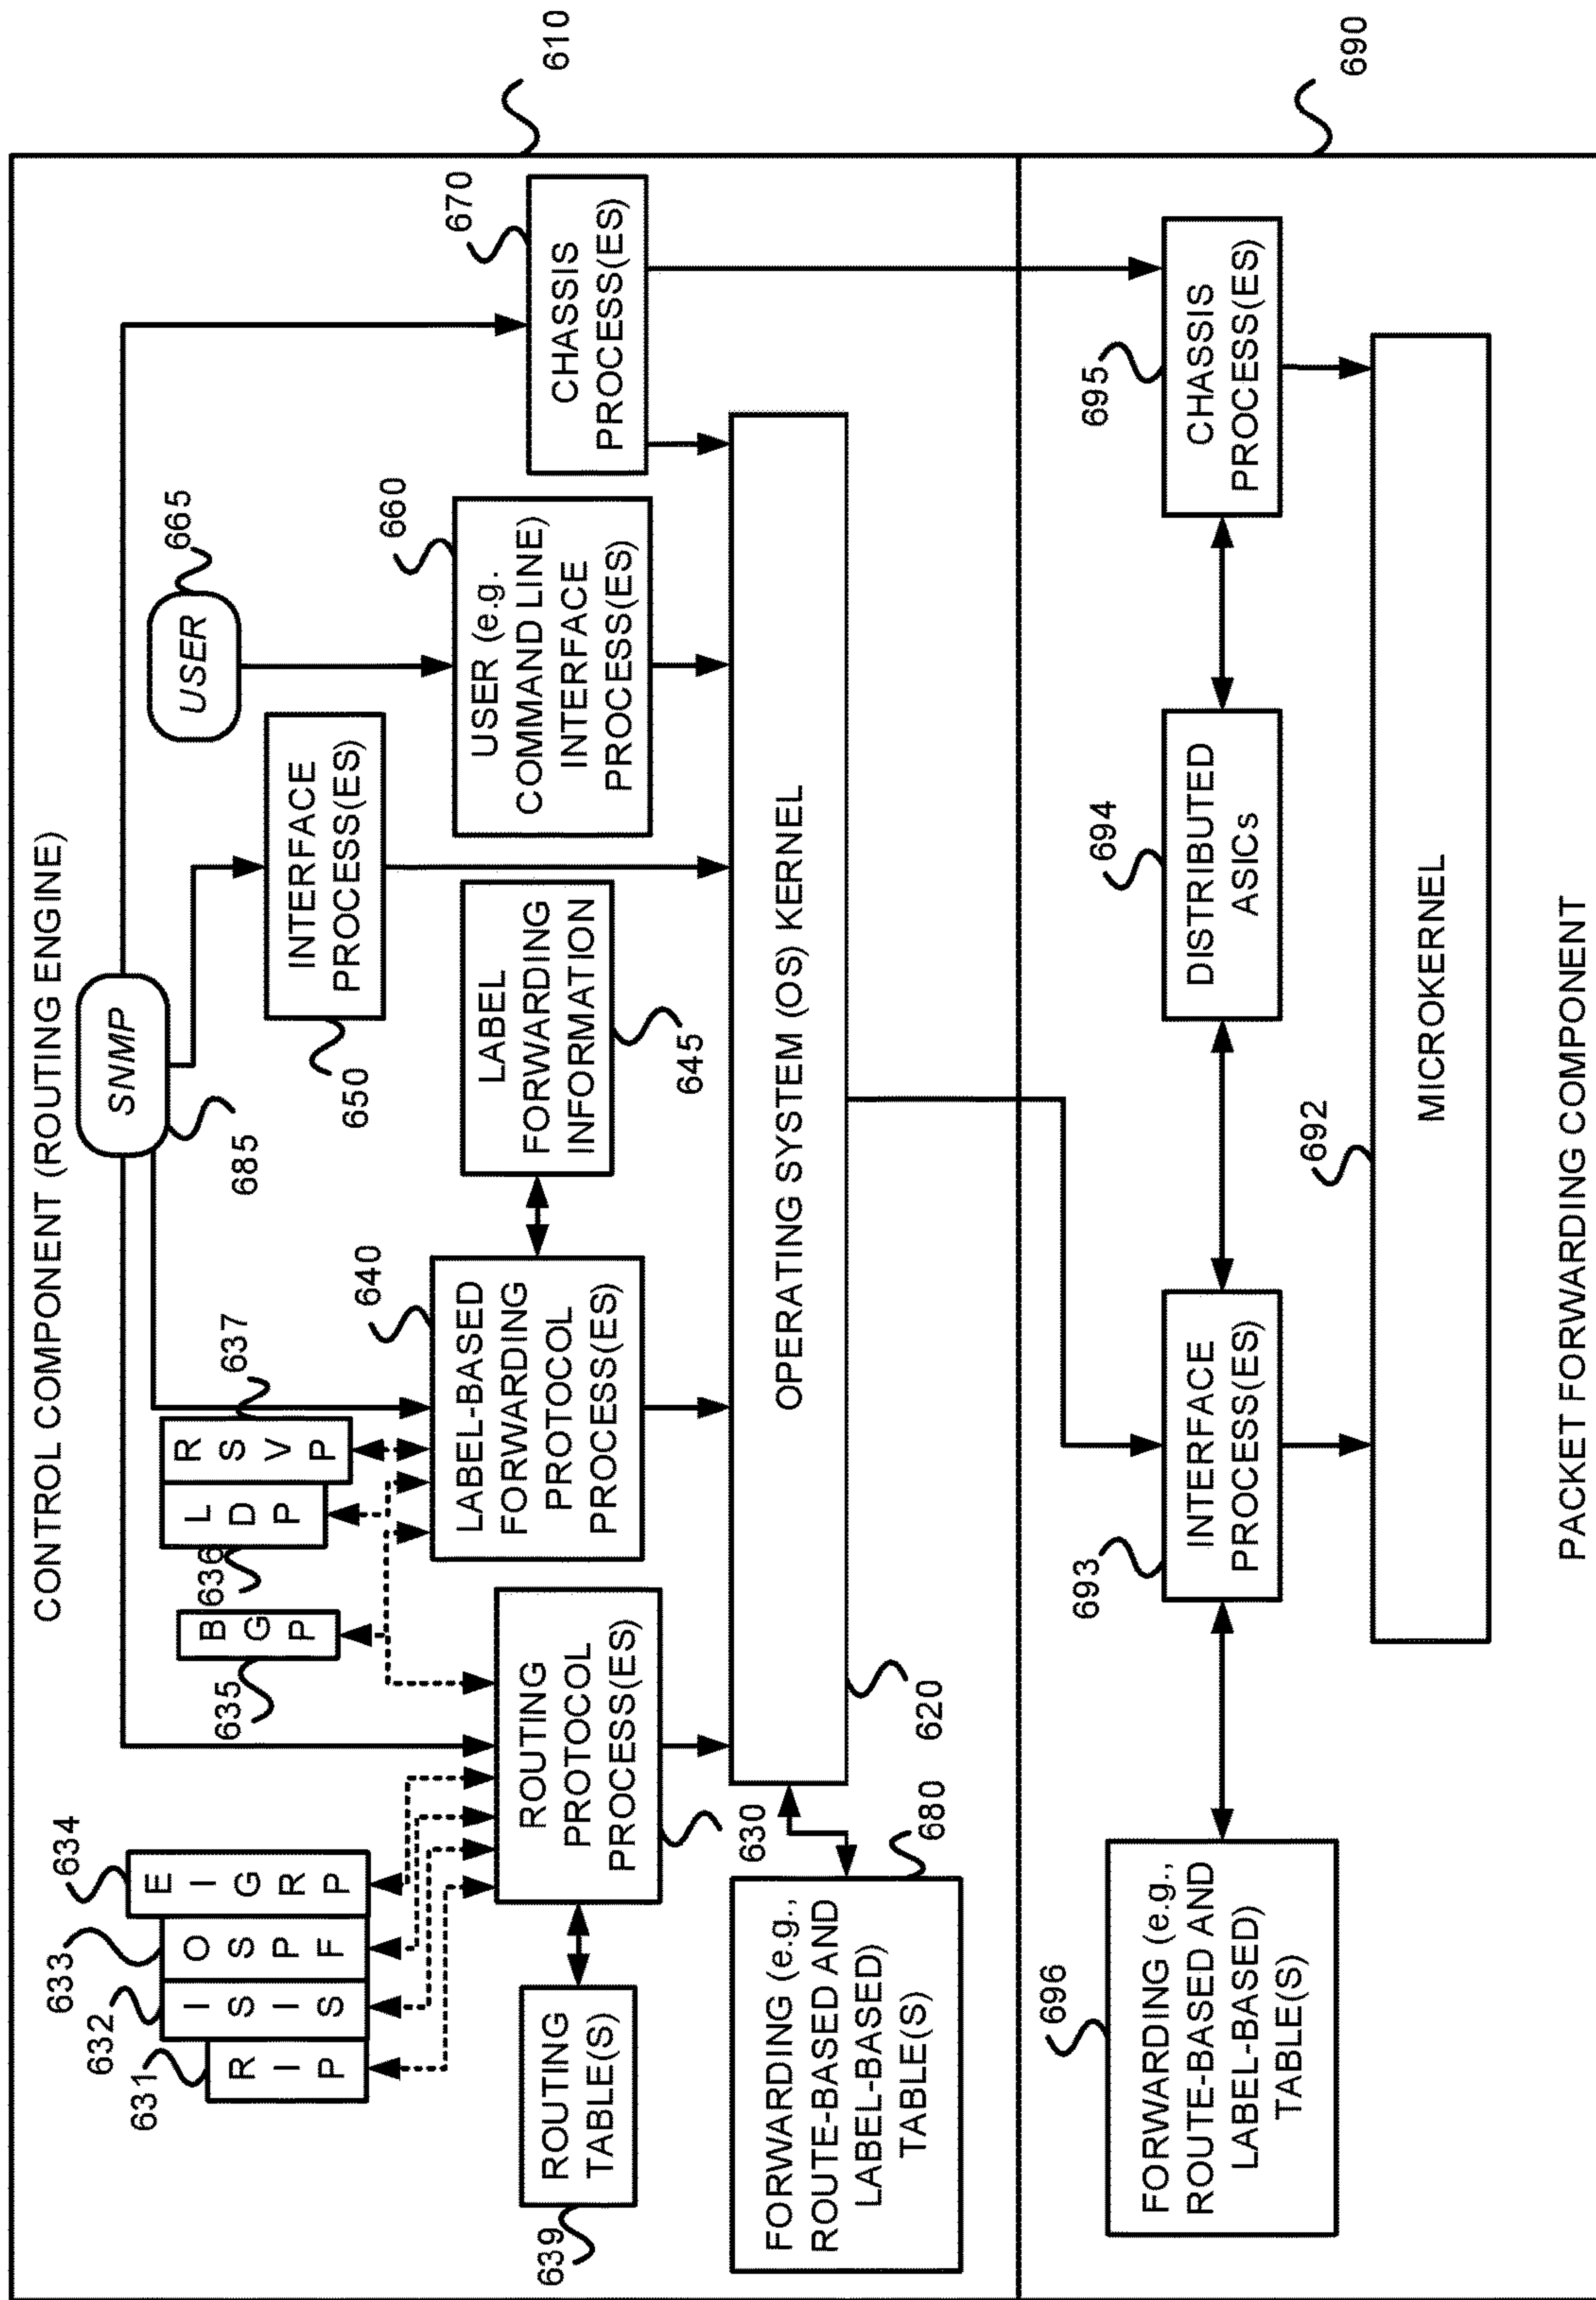 CONTROL COMPONENT (ROUTING ENGINE)
610
SNMP
685
USER
665
634
E
I
G
R
P
633
O
S
P
F
632
I
S
I
S
631
R
I
P
635
B
G
P
636
L
D
P
637
R
S
V
P
INTERFACE
PROCESS(ES)
650
640
LABEL-BASED
FORWARDING
PROTOCOL
PROCESS(ES)
LABEL
FORWARDING
INFORMATION
645
660
USER (e.g.
COMMAND LINE)
INTERFACE
PROCESS(ES)
670
CHASSIS
PROCESS(ES)
ROUTING
PROTOCOL
PROCESS(ES)
630
ROUTING
TABLE(S)
639
OPERATING SYSTEM (OS) KERNEL
620
FORWARDING (e.g.,
ROUTE-BASED AND
LABEL-BASED)
TABLE(S)
680
690
696
FORWARDING (e.g.,
ROUTE-BASED AND
LABEL-BASED)
TABLE(S)
693
INTERFACE
PROCESS(ES)
694
DISTRIBUTED
ASICs
695
CHASSIS
PROCESS(ES)
692
MICROKERNEL
PACKET FORWARDING COMPONENT